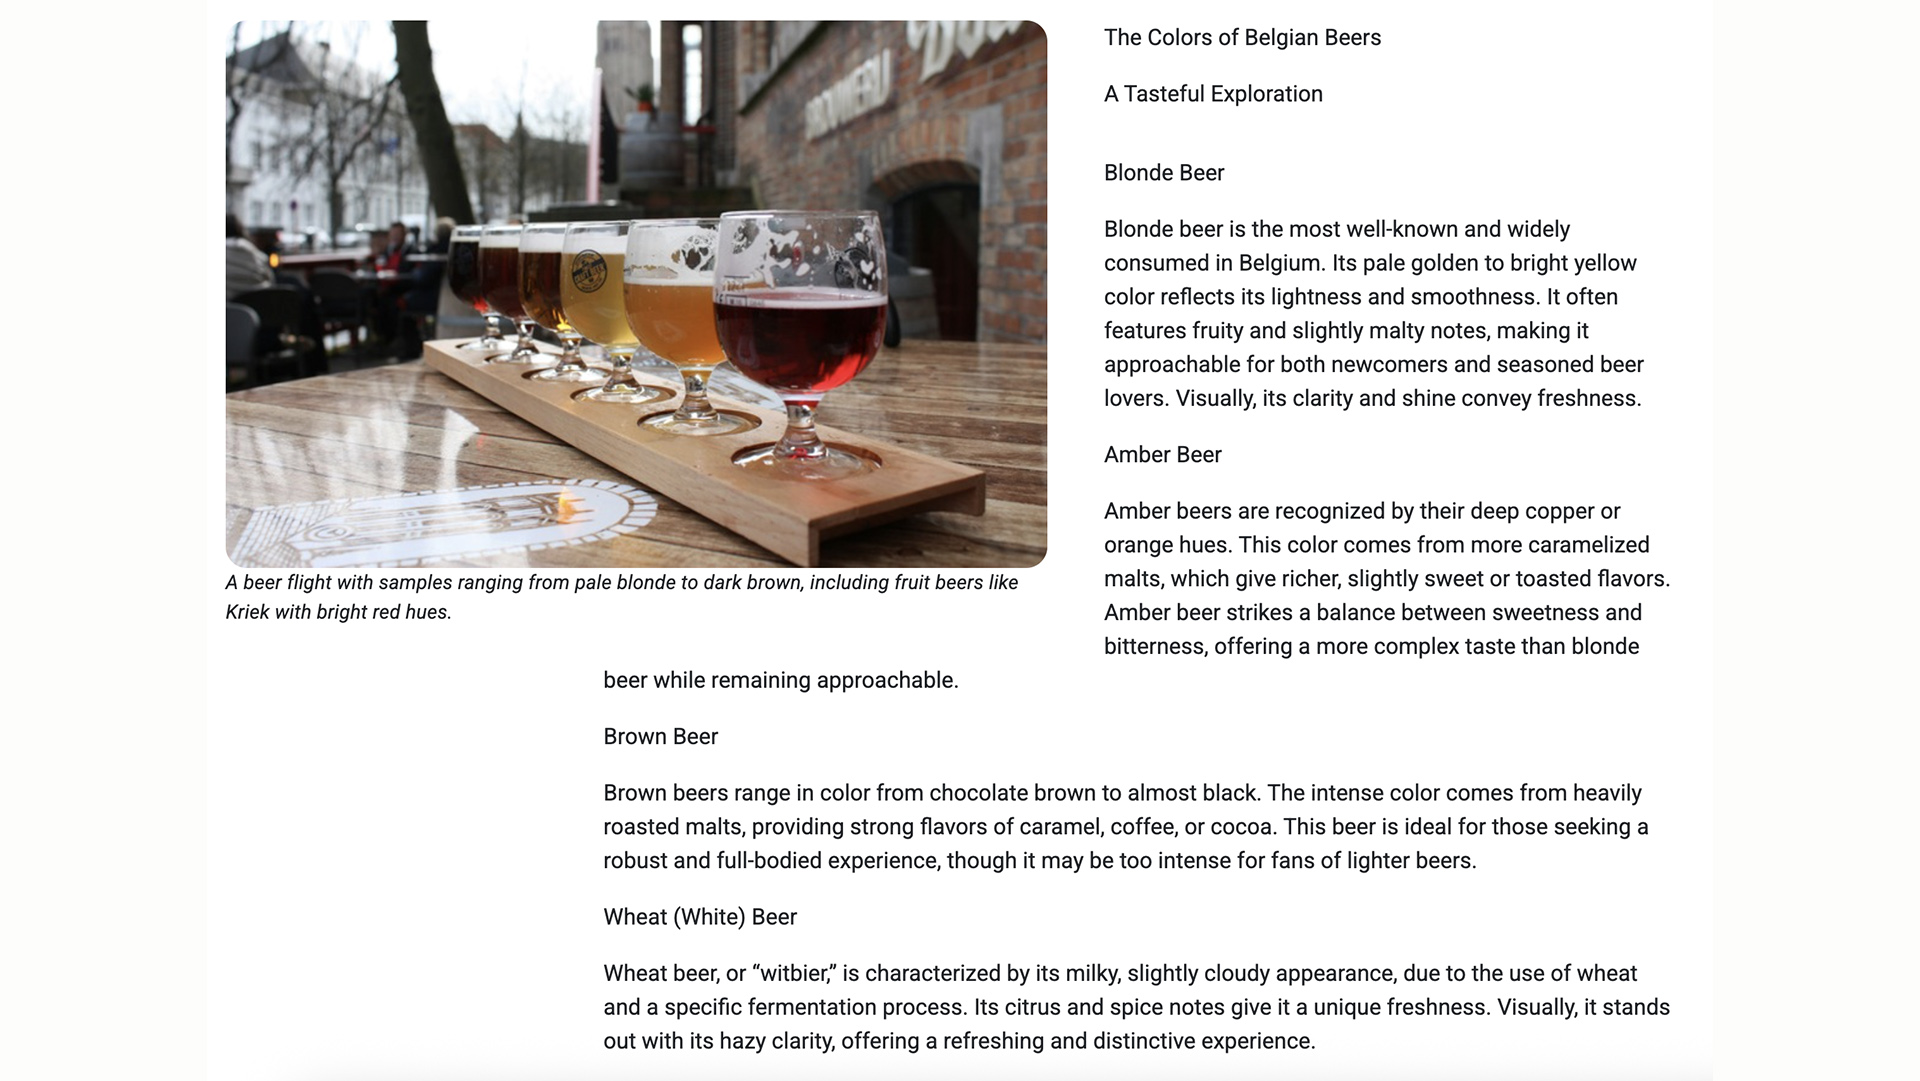 BROUWERIJ
The Colors of Belgian Beers
A Tasteful Exploration
Blonde Beer
Blonde beer is the most well-known and widely
consumed in Belgium. Its pale golden to bright yellow
color reflects its lightness and smoothness. It often
features fruity and slightly malty notes, making it
approachable for both newcomers and seasoned beer
lovers. Visually, its clarity and shine convey freshness.
Amber Beer
Amber beers are recognized by their deep copper or
orange hues. This color comes from more caramelized
malts, which give richer, slightly sweet or toasted flavors.
Amber beer strikes a balance between sweetness and
bitterness, offering a more complex taste than blonde
A beer flight with samples ranging from pale blonde to dark brown, including fruit beers like
Kriek with bright red hues.
beer while remaining approachable.
Brown Beer
Brown beers range in color from chocolate brown to almost black. The intense color comes from heavily
roasted malts, providing strong flavors of caramel, coffee, or cocoa. This beer is ideal for those seeking a
robust and full-bodied experience, though it may be too intense for fans of lighter beers.
Wheat (White) Beer
Wheat beer, or “witbier,” is characterized by its milky, slightly cloudy appearance, due to the use of wheat
and a specific fermentation process. Its citrus and spice notes give it a unique freshness. Visually, it stands
out with its hazy clarity, offering a refreshing and distinctive experience.